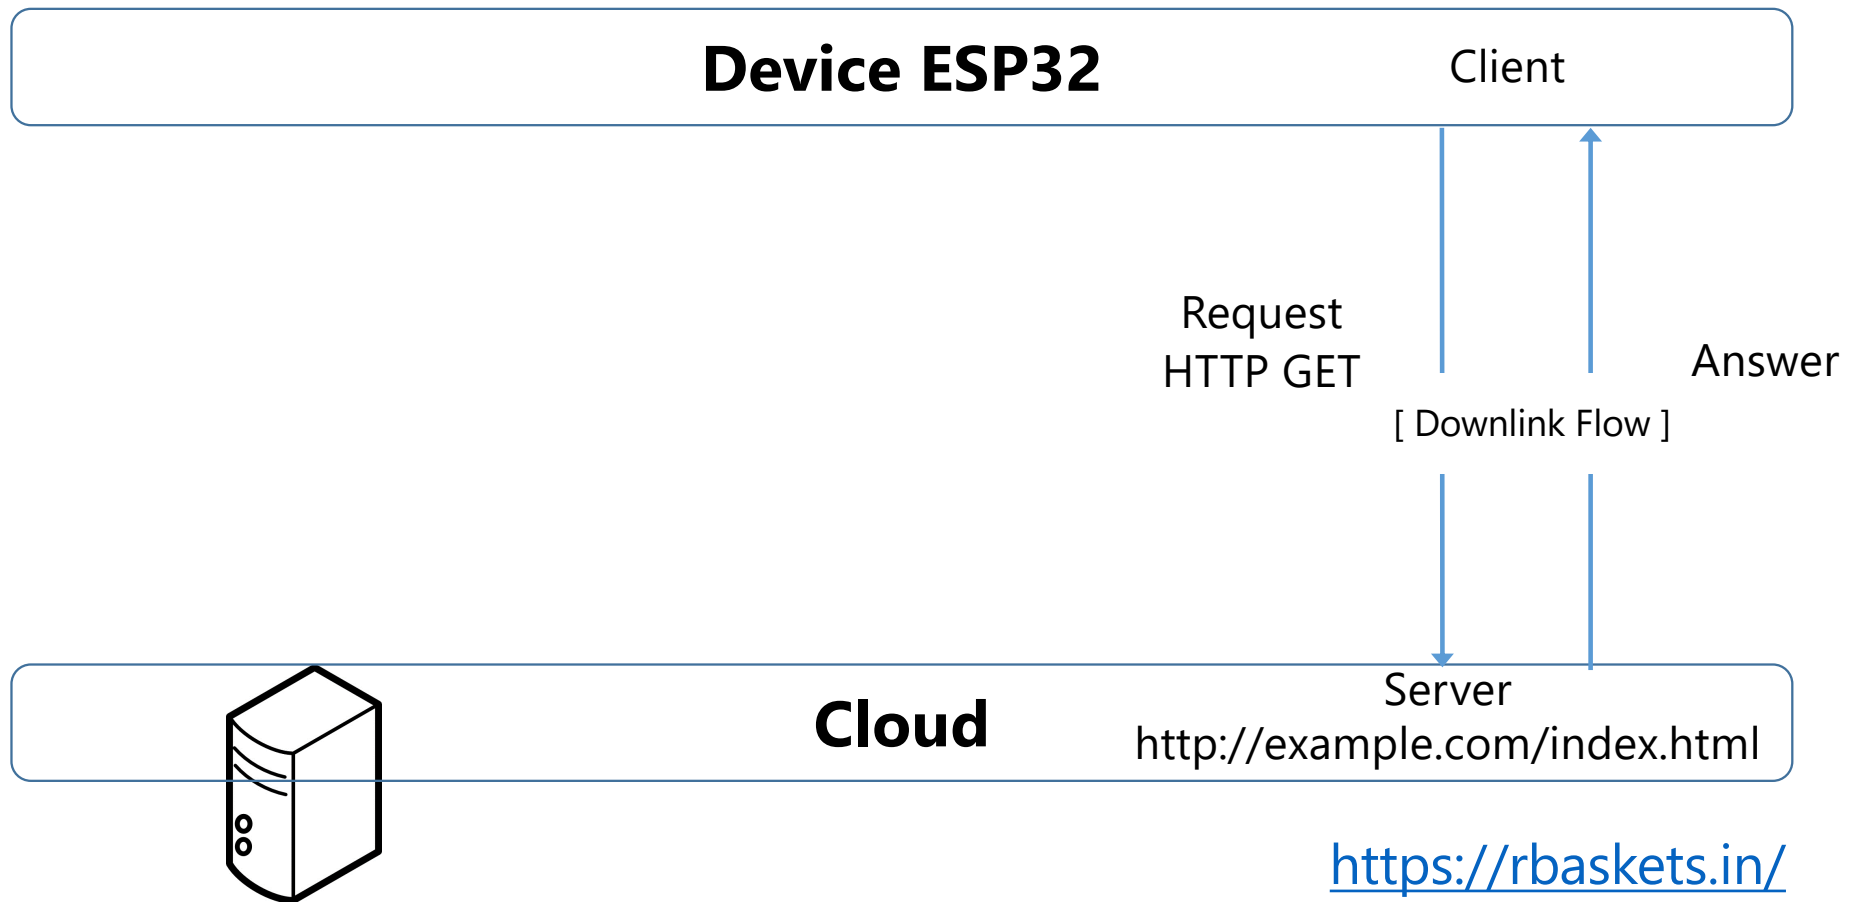 Device ESP32
Client
Request
HTTP GET
Answer
[ Downlink Flow ]
Cloud
Server
http://example.com/index.html
https://rbaskets.in/